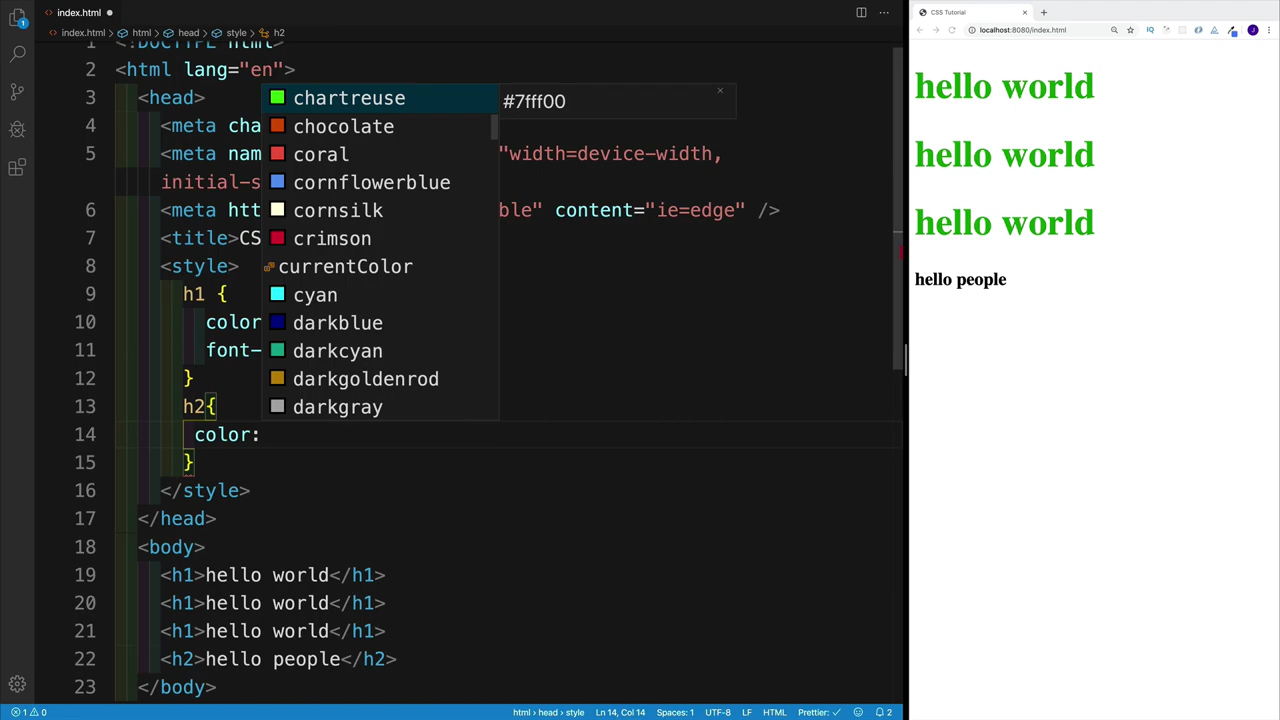 index.html
index.html > html > head > style > h2
1 <!DOCTYPE html>
2 <html lang="en">
3 <head>
4 <meta cha
5 <meta nam "width=device-width,
initial-s
6 <meta htt ble" content="ie=edge" />
7 <title>CS
8 <style>
9 h1 {
10 color
11 font-
12 }
13 h2{
14 color:
15 }
16 </style>
17 </head>
18 <body>
19 <h1>hello world</h1>
20 <h1>hello world</h1>
21 <h1>hello world</h1>
22 <h2>hello people</h2>
23 </body>
chartreuse
#7fff00
chocolate
coral
cornflowerblue
cornsilk
crimson
currentColor
cyan
darkblue
darkcyan
darkgoldenrod
darkgray
1
1 0
html > head > style
Ln 14, Col 14
Spaces: 1
UTF-8
LF
HTML
Prettier: ✓
2
CSS Tutorial
localhost:8080/index.html
IQ
J
hello world
hello world
hello world
hello people